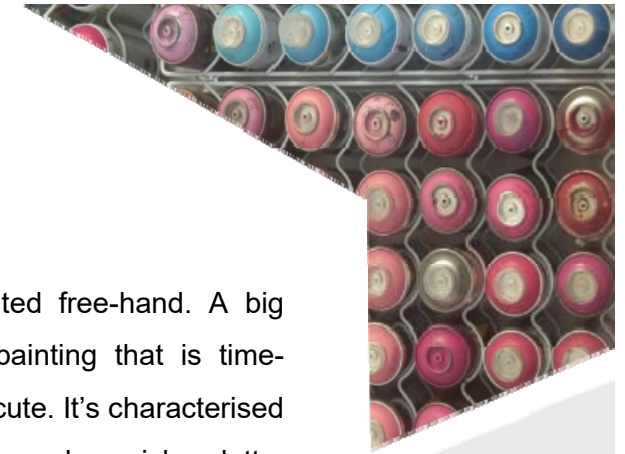 ted free-hand. A big
painting that is time-
cute. It's characterised